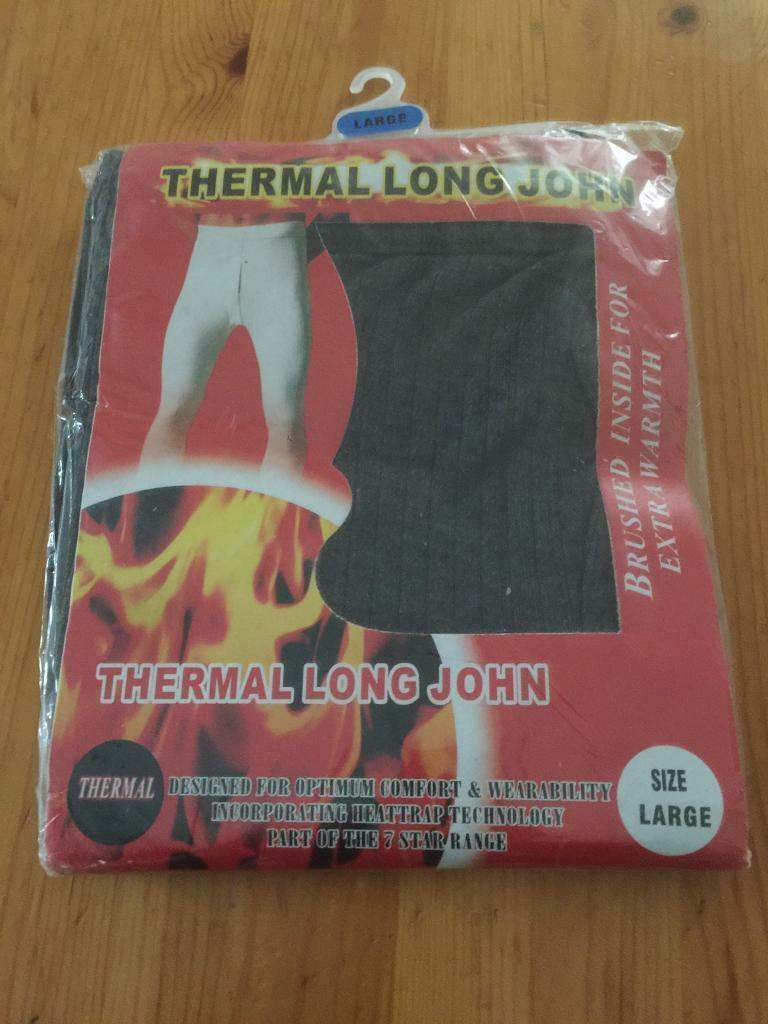 LARGE
THERMAL LONG JOHN
BRUSHED INSIDE FOR
EXTRA WARMTH
THERMAL LONG JOHN
THERMAL
DESIGNED FOR OPTIMUM COMFORT & WEARABILITY
INCORPORATING HEATTRAP TECHNOLOGY
PART OF THE 7 STAR RANGE
SIZE
LARGE